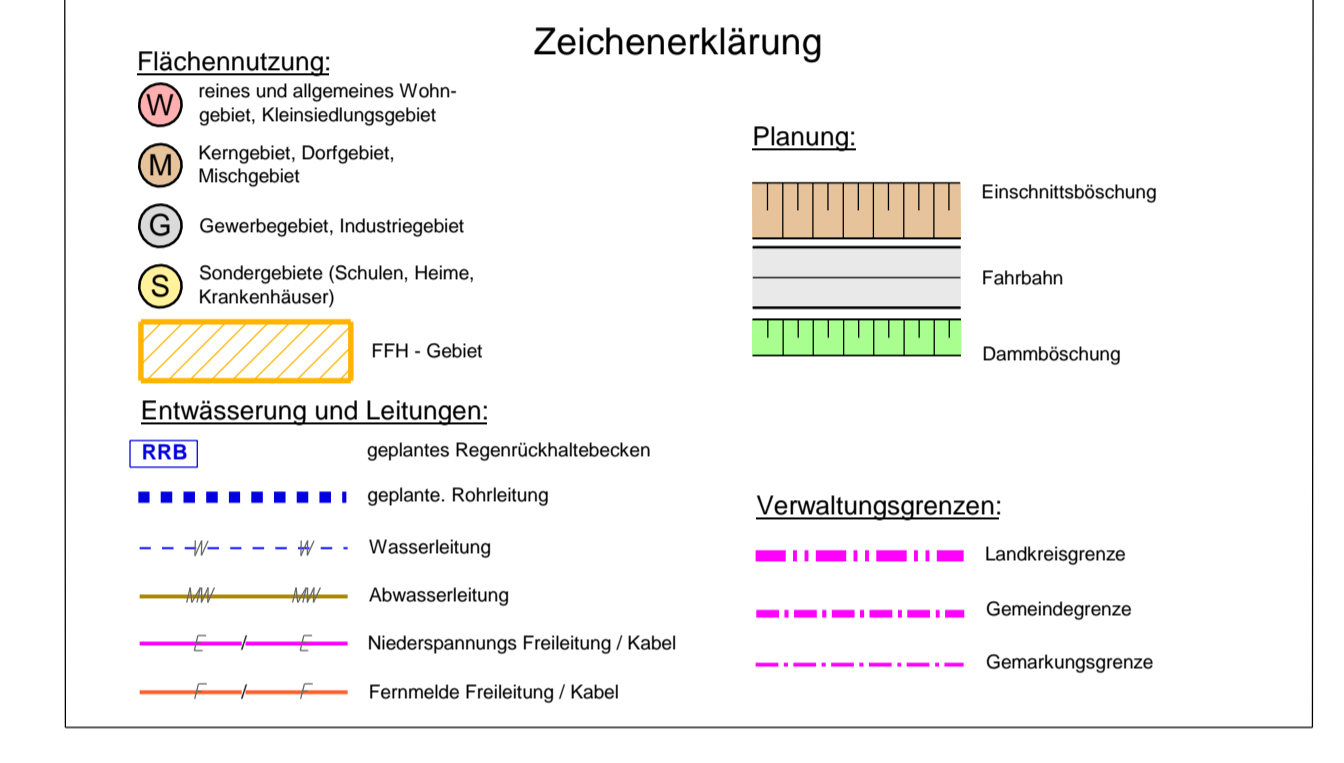 Zeichenerklärung
Flächennutzung:
W
reines und allgemeines Wohn-
gebiet, Kleinsiedlungsgebiet
M
Kerngebiet, Dorfgebiet,
Mischgebiet
G
Gewerbegebiet, Industriegebiet
S
Sondergebiete (Schulen, Heime,
Krankenhäuser)
FFH - Gebiet
Entwässerung und Leitungen:
RRB geplantes Regenrückhaltebecken
geplante. Rohrleitung
W W Wasserleitung
MW MW Abwasserleitung
E / E Niederspannungs Freileitung / Kabel
F / F Fernmelde Freileitung / Kabel
Planung:
Einschnittsböschung
Fahrbahn
Dammböschung
Verwaltungsgrenzen:
Landkreisgrenze
Gemeindegrenze
Gemarkungsgrenze